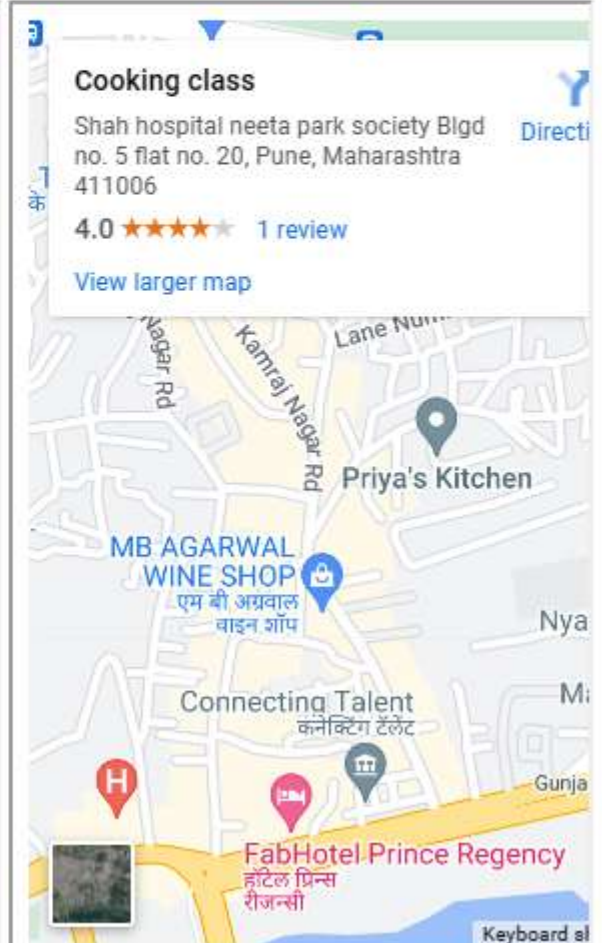 Cooking class
Shah hospital neeta park society Blgd
no. 5 flat no. 20, Pune, Maharashtra
411006
Directi
4.0
1 review
View larger map
Nagar Rd
Kamraj Nagar Rd
Lane Num
Priya's Kitchen
MB AGARWAL
WINE SHOP
एम बी अग्रवाल
वाइन शॉप
Nya
Connecting Talent
कनेक्टिंग टॅलेंट
Ma
H
Gunja
FabHotel Prince Regency
हॉटेल प्रिन्स
रीजन्सी
Keyboard sh